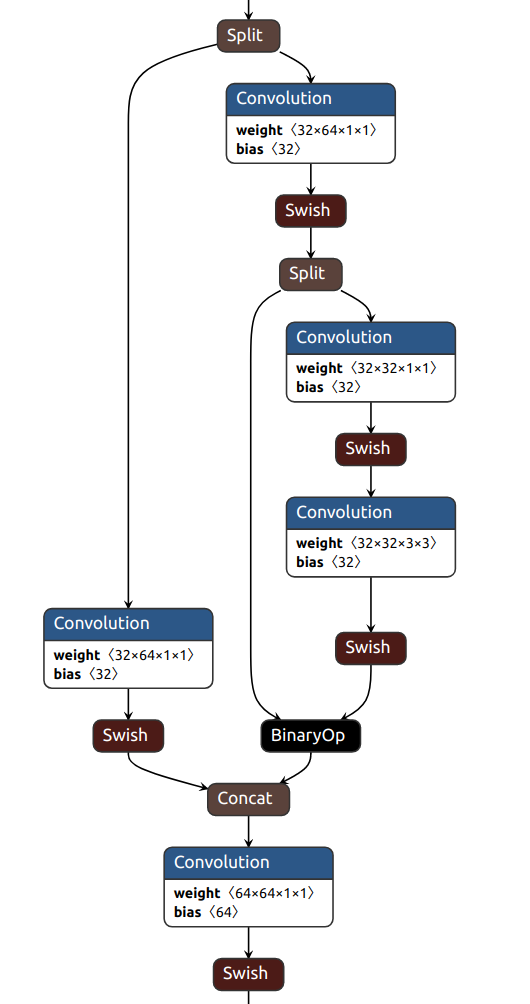 Split
Convolution
weight〈32×64×1×1〉
bias〈32〉
Swish
Split
Convolution
weight〈32×32×1×1〉
bias〈32〉
Swish
Convolution
weight〈32×32×3×3〉
bias〈32〉
Convolution
weight〈32×64×1×1〉
bias〈32〉
Swish
Swish
BinaryOp
Concat
Convolution
weight〈64×64×1×1〉
bias〈64〉
Swish